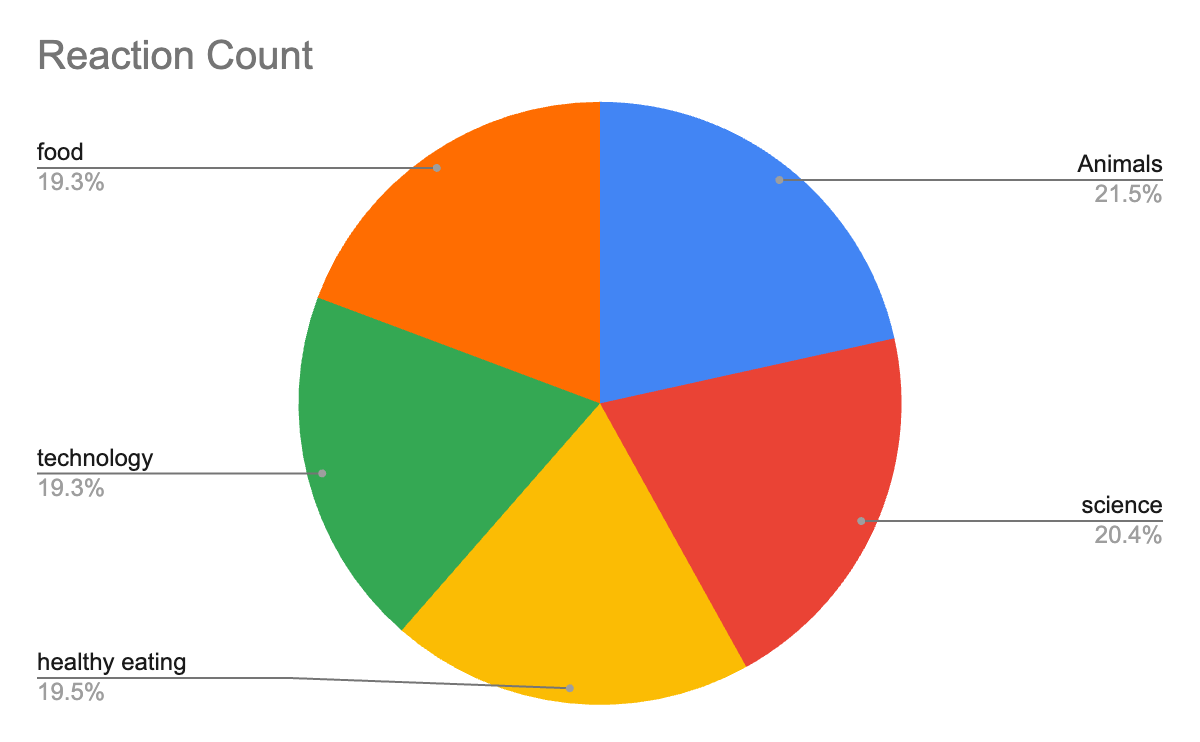 Reaction Count
food
19.3%
Animals
21.5%
technology
19.3%
science
20.4%
healthy eating
19.5%